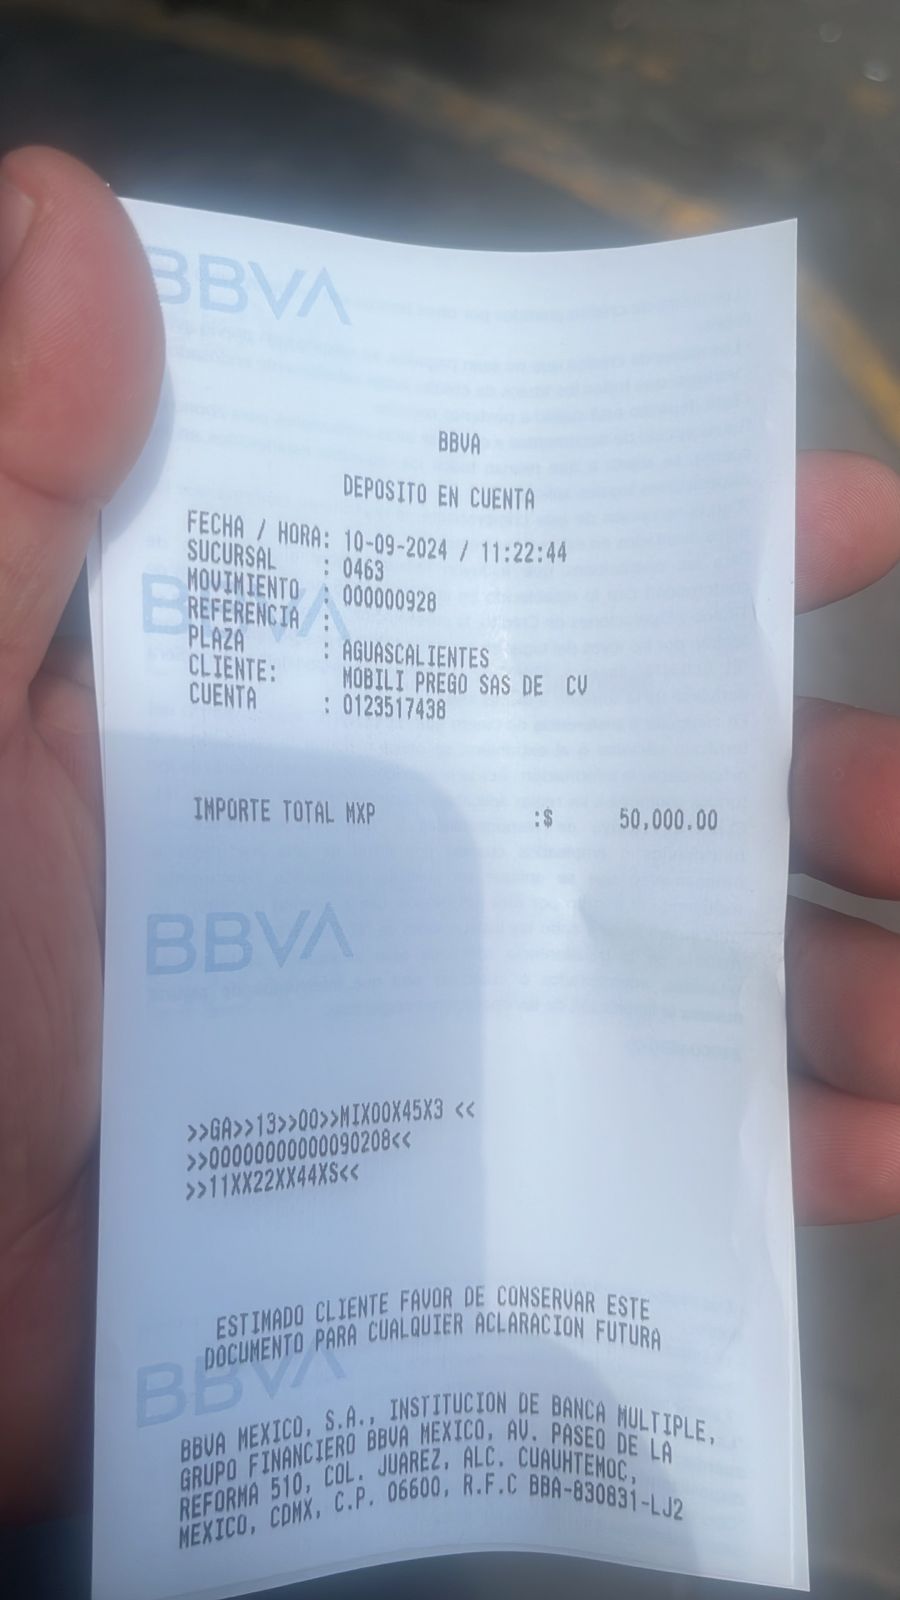 BBVA
BBVA
DEPOSITO EN CUENTA
FECHA / HORA: 10-09-2024 / 11:22:44
SUCURSAL : 0463
MOVIMIENTO : 000000928
REFERENCIA :
PLAZA : AGUASCALIENTES
CLIENTE: MOBILI PREGO SAS DE CV
CUENTA : 0123517438
BBVA
IMPORTE TOTAL MXP :$ 50,000.00
BBVA
>>GA>>13>>00>>MIX00X45X3 <<
>>00000000000090208<<
>>11XX22XX44XS<<
ESTIMADO CLIENTE FAVOR DE CONSERVAR ESTE
DOCUMENTO PARA CUALQUIER ACLARACION FUTURA
BBVA
BBVA MEXICO, S.A., INSTITUCION DE BANCA MULTIPLE,
GRUPO FINANCIERO BBVA MEXICO, AV. PASEO DE LA
REFORMA 510, COL. JUAREZ, ALC. CUAUHTEMOC,
MEXICO, CDMX, C.P. 06600, R.F.C BBA-830831-LJ2